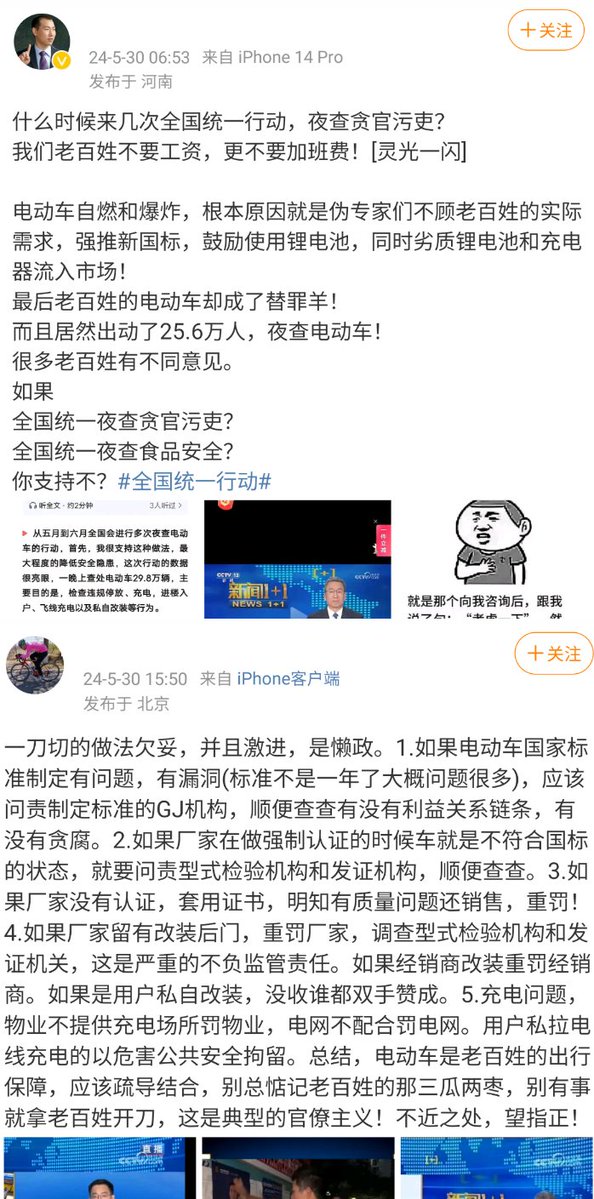 +关注
24-5-30 06:53 来自 iPhone 14 Pro
发布于 河南
什么时候来几次全国统一行动，夜查贪官污吏？
我们老百姓不要工资，更不要加班费！[灵光一闪]
电动车自燃和爆炸，根本原因就是伪专家们不顾老百姓的实际
需求，强推新国标，鼓励使用锂电池，同时劣质锂电池和充电
器流入市场！
最后老百姓的电动车却成了替罪羊！
而且居然出动了25.6万人，夜查电动车！
很多老百姓有不同意见。
如果
全国统一夜查贪官污吏？
全国统一夜查食品安全？
你支持不？#全国统一行动#
听全文·约2分钟 3人听过 >
从五月到六月全国会进行多次夜查电动
车的行动，首先，我很支持这种做法，最
大程度的降低安全隐患，这次行动的数据
很亮眼，一晚上查处电动车29.8万辆，主
要目的是，检查违规停放、充电，进楼入
户、飞线充电以及私自改装等行为。
CCTV-13
新闻1+1
NEWS 1+1
就是那个向我咨询后，跟我
说了句：“考虑一下”，然
+关注
24-5-30 15:50 来自 iPhone客户端
发布于 北京
一刀切的做法欠妥，并且激进，是懒政。1.如果电动车国家标
准制定有问题，有漏洞(标准不是一年了大概问题很多)，应该
问责制定标准的GJ机构，顺便查查有没有利益关系链条，有
没有贪腐。2.如果厂家在做强制认证的时候车就是不符合国标
的状态，就要问责型式检验机构和发证机构，顺便查查。3.如
果厂家没有认证，套用证书，明知有质量问题还销售，重罚！
4.如果厂家留有改装后门，重罚厂家，调查型式检验机构和发
证机关，这是严重的不负监管责任。如果经销商改装重罚经销
商。如果是用户私自改装，没收谁都双手赞成。5.充电问题，
物业不提供充电场所罚物业，电网不配合罚电网。用户私拉电
线充电的以危害公共安全拘留。总结，电动车是老百姓的出行
保障，应该疏导结合，别总惦记老百姓的那三瓜两枣，别有事
就拿老百姓开刀，这是典型的官僚主义！不近之处，望指正！
直播